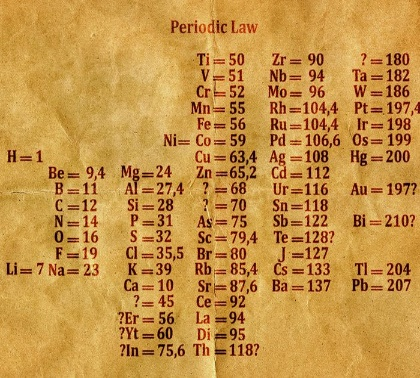 Periodic Law
Ti = 50 Zr = 90 ? = 180
V = 51 Nb = 94 Ta = 182
Cr = 52 Mo = 96 W = 186
Mn = 55 Rh = 104,4 Pt = 197,4
Fe = 56 Ru = 104,4 Ir = 198
Ni = Co = 59 Pd = 106,6 Os = 199
H = 1 Cu = 63,4 Ag = 108 Hg = 200
Be = 9,4 Mg = 24 Zn = 65,2 Cd = 112
B = 11 Al = 27,4 ? = 68 Ur = 116 Au = 197?
C = 12 Si = 28 ? = 70 Sn = 118
N = 14 P = 31 As = 75 Sb = 122 Bi = 210?
O = 16 S = 32 Sc = 79,4 Te = 128?
F = 19 Cl = 35,5 Br = 80 J = 127
Li = 7 Na = 23 K = 39 Rb = 85,4 Cs = 133 Tl = 204
Ca = 10 Sr = 87,6 Ba = 137 Pb = 207
? = 45 Ce = 92
?Er = 56 La = 94
?Yt = 60 Di = 95
?In = 75,6 Th = 118?